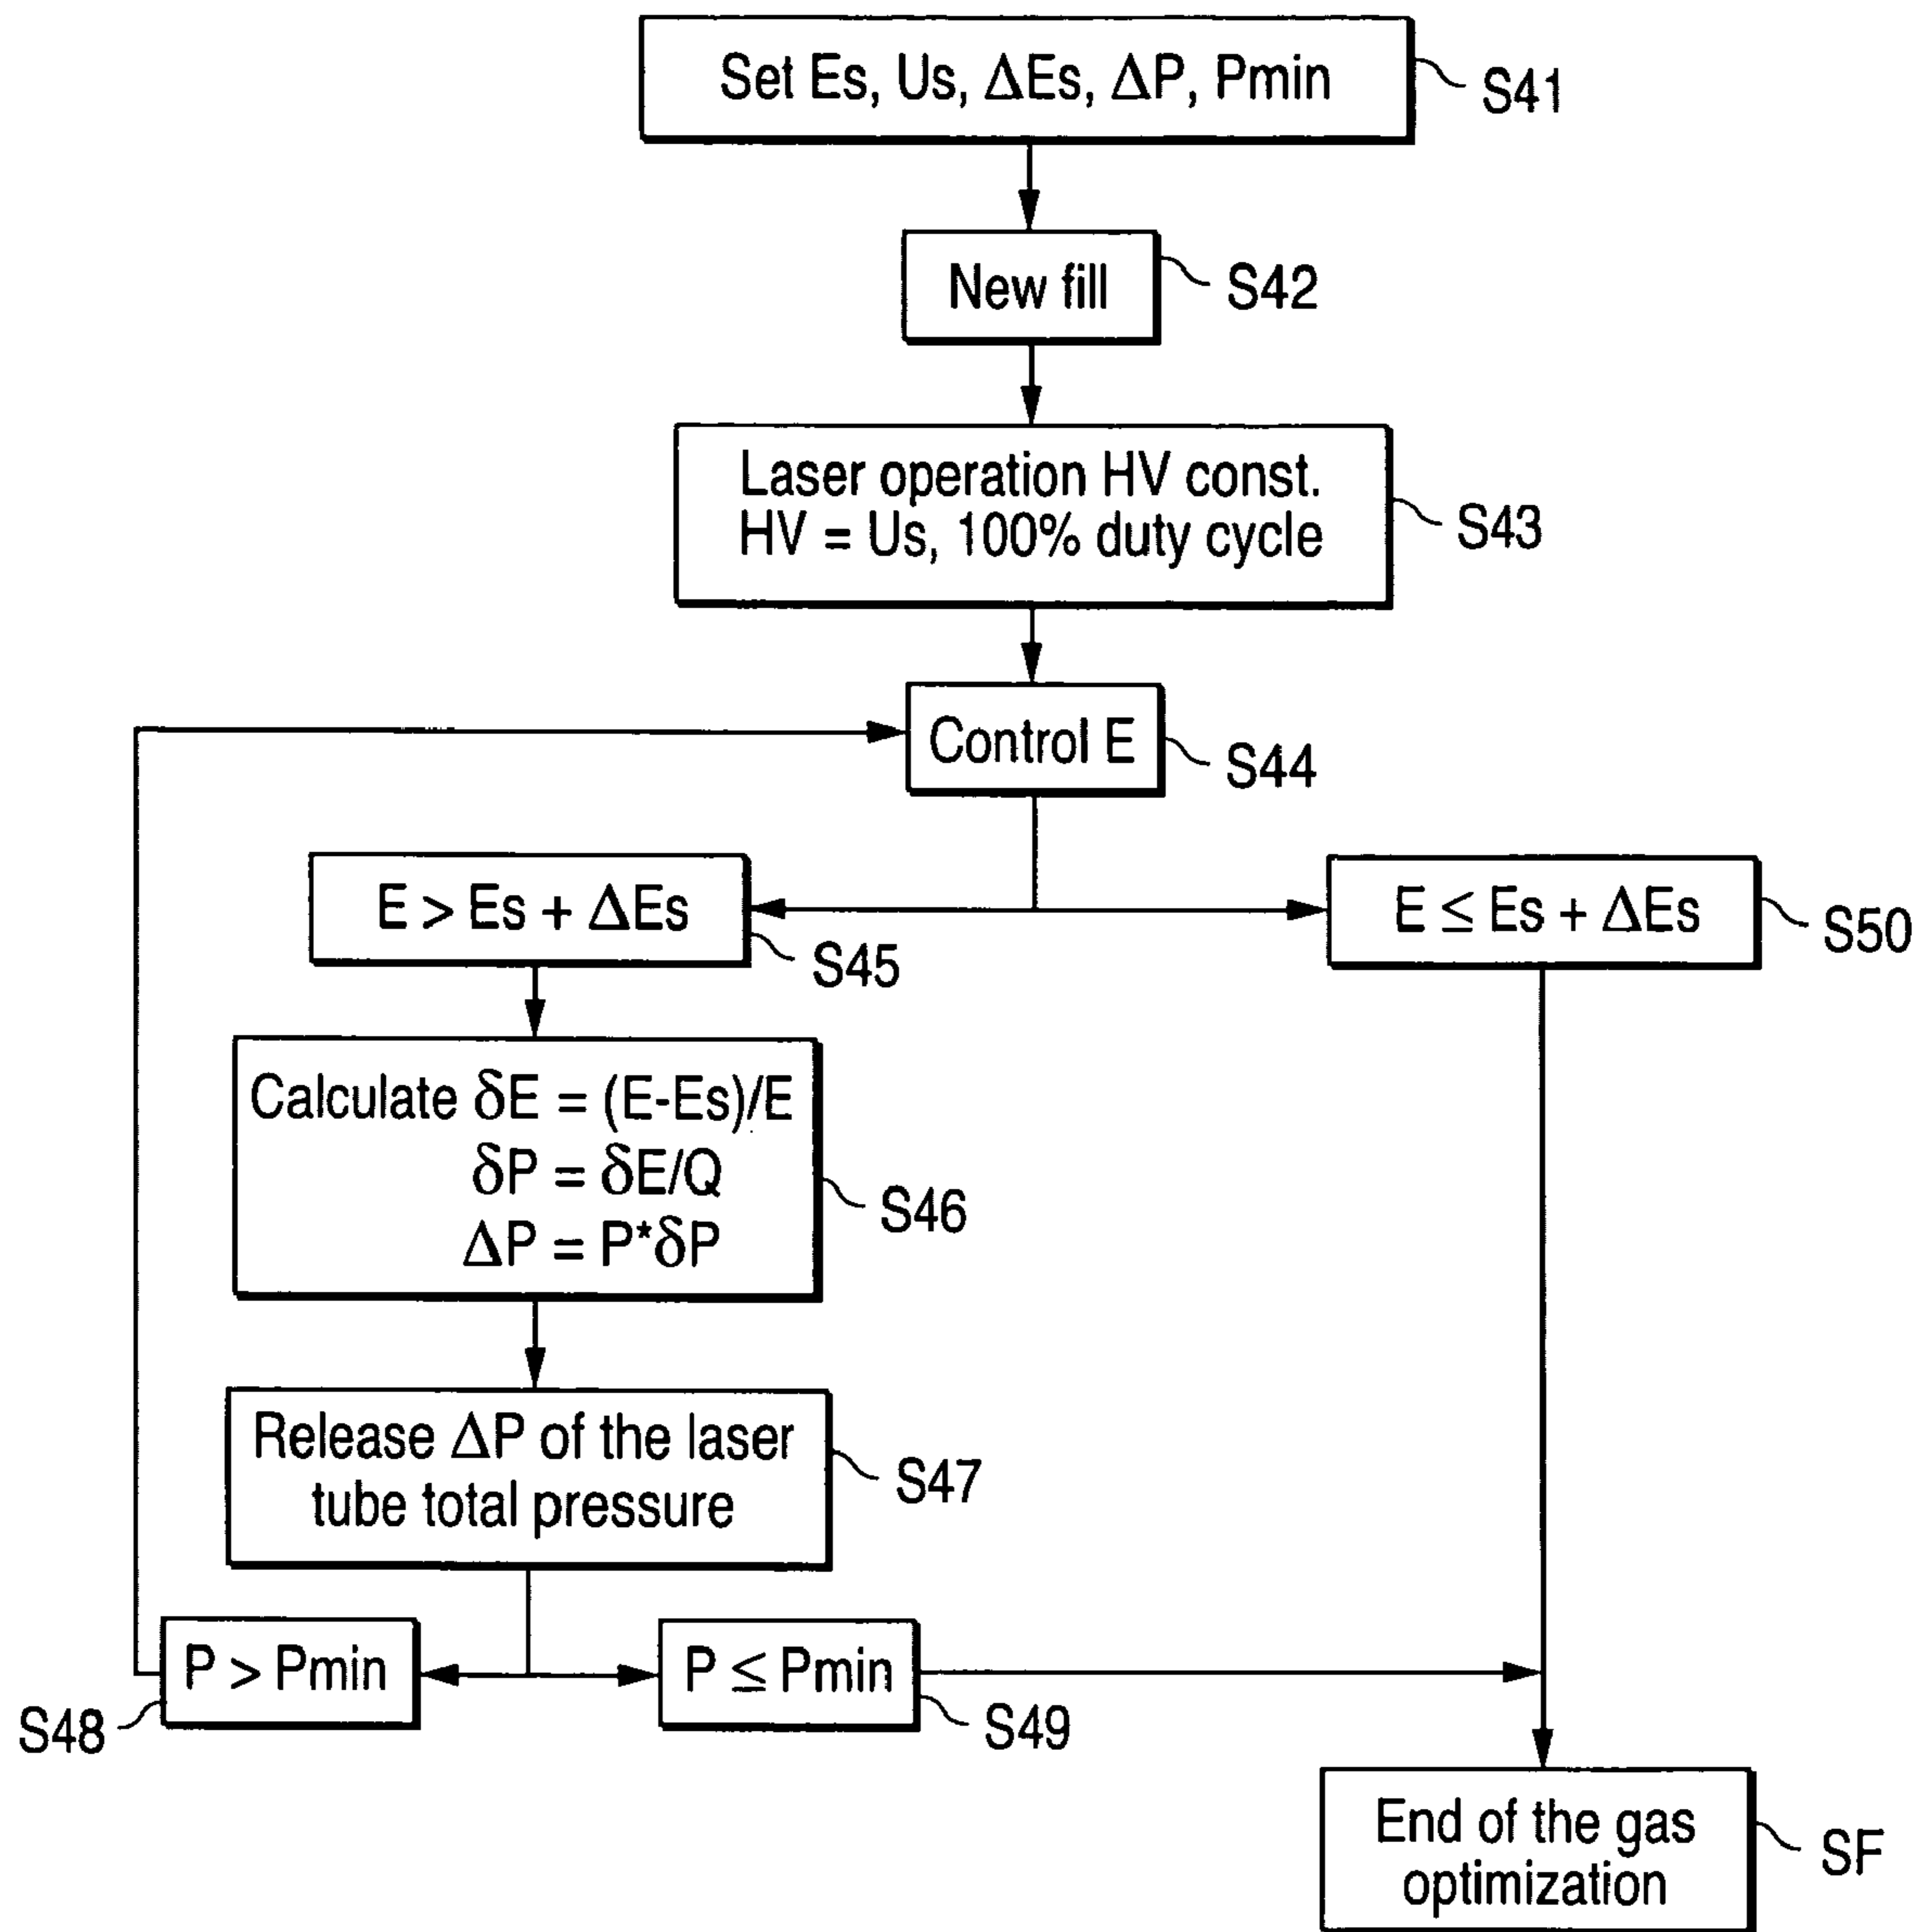 Set Es, Us, ΔEs, ΔP, Pmin
S41
New fill
S42
Laser operation HV const.
HV = Us, 100% duty cycle
S43
Control E
S44
E > Es + ΔEs
S45
E ≤ Es + ΔEs
S50
Calculate δE = (E-Es)/E
δP = δE/Q
ΔP = P*δP
S46
Release ΔP of the laser
tube total pressure
S47
P > Pmin
S48
P ≤ Pmin
S49
End of the gas
optimization
SF